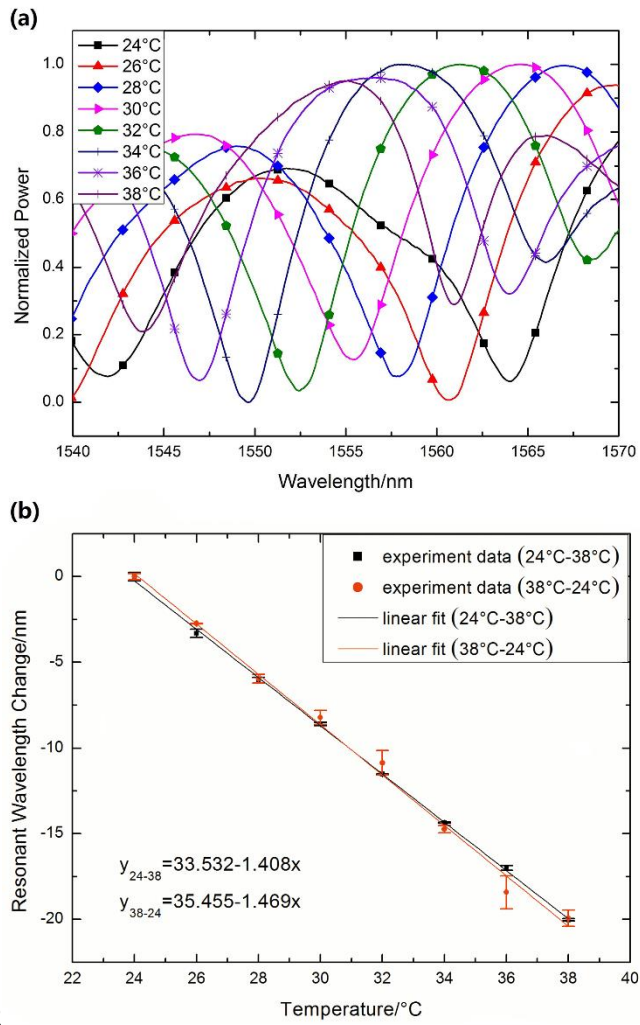 (a)
24°C
26°C
28°C
30°C
32°C
34°C
36°C
38°C
Normalized Power
1.0
0.8
0.6
0.4
0.2
0.0
1540 1545 1550 1555 1560 1565 1570
Wavelength/nm
(b)
experiment data (24°C-38°C)
experiment data (38°C-24°C)
linear fit (24°C-38°C)
linear fit (38°C-24°C)
Resonant Wavelength Change/nm
0
-5
-10
-15
-20
y24-38=33.532-1.408x
y38-24=35.455-1.469x
22 24 26 28 30 32 34 36 38 40
Temperature/°C